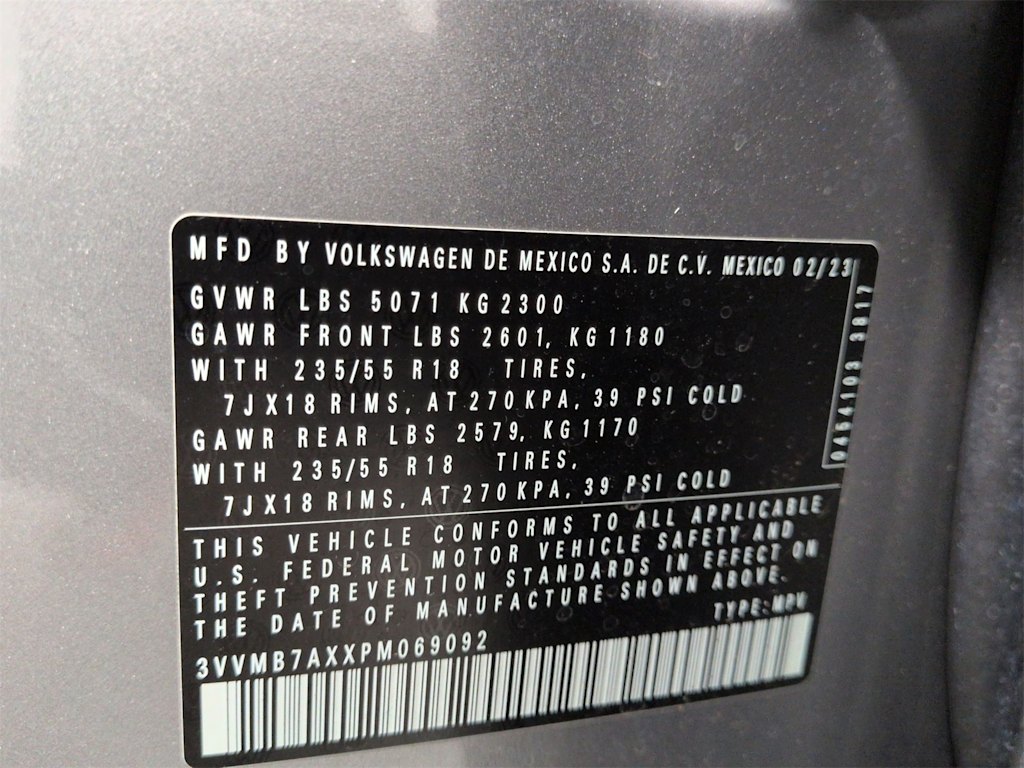 MFD BY VOLKSWAGEN DE MEXICO S.A. DE C.V. MEXICO 02/23
GVWR LBS 5071 KG 2300
GAWR FRONT LBS 2601, KG 1180
WITH 235/55 R18 TIRES,
7JX18 RIMS, AT 270 KPA, 39 PSI COLD
GAWR REAR LBS 2579, KG 1170
WITH 235/55 R18 TIRES,
7JX18 RIMS, AT 270 KPA, 39 PSI COLD
0454103 3817
THIS VEHICLE CONFORMS TO ALL APPLICABLE
U.S. FEDERAL MOTOR VEHICLE SAFETY AND
THEFT PREVENTION STANDARDS IN EFFECT ON
THE DATE OF MANUFACTURE SHOWN ABOVE.
TYPE:MPV
3VVMB7AXXPM069092